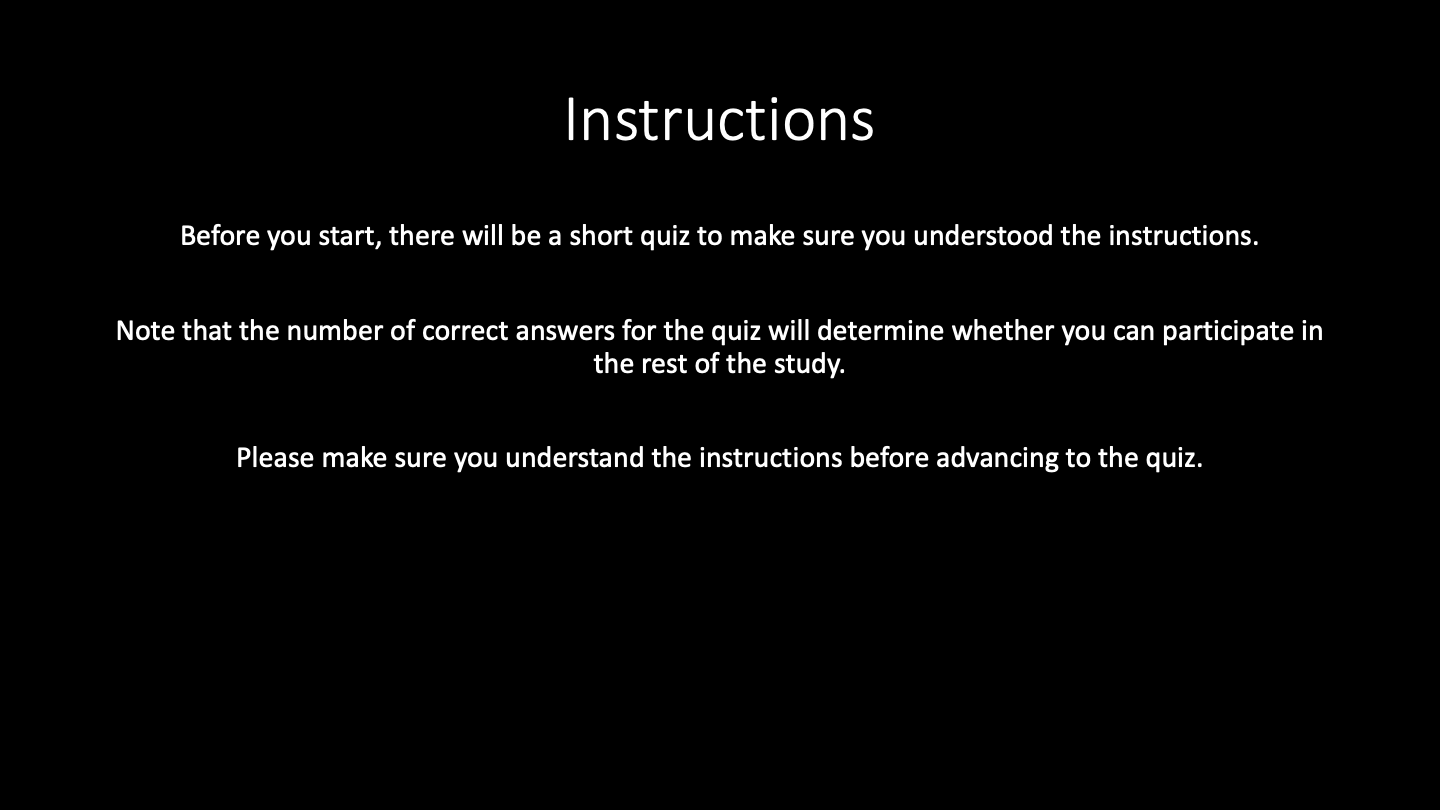 Instructions
Before you start, there will be a short quiz to make sure you understood the instructions.
Note that the number of correct answers for the quiz will determine whether you can participate in
the rest of the study.
Please make sure you understand the instructions before advancing to the quiz.